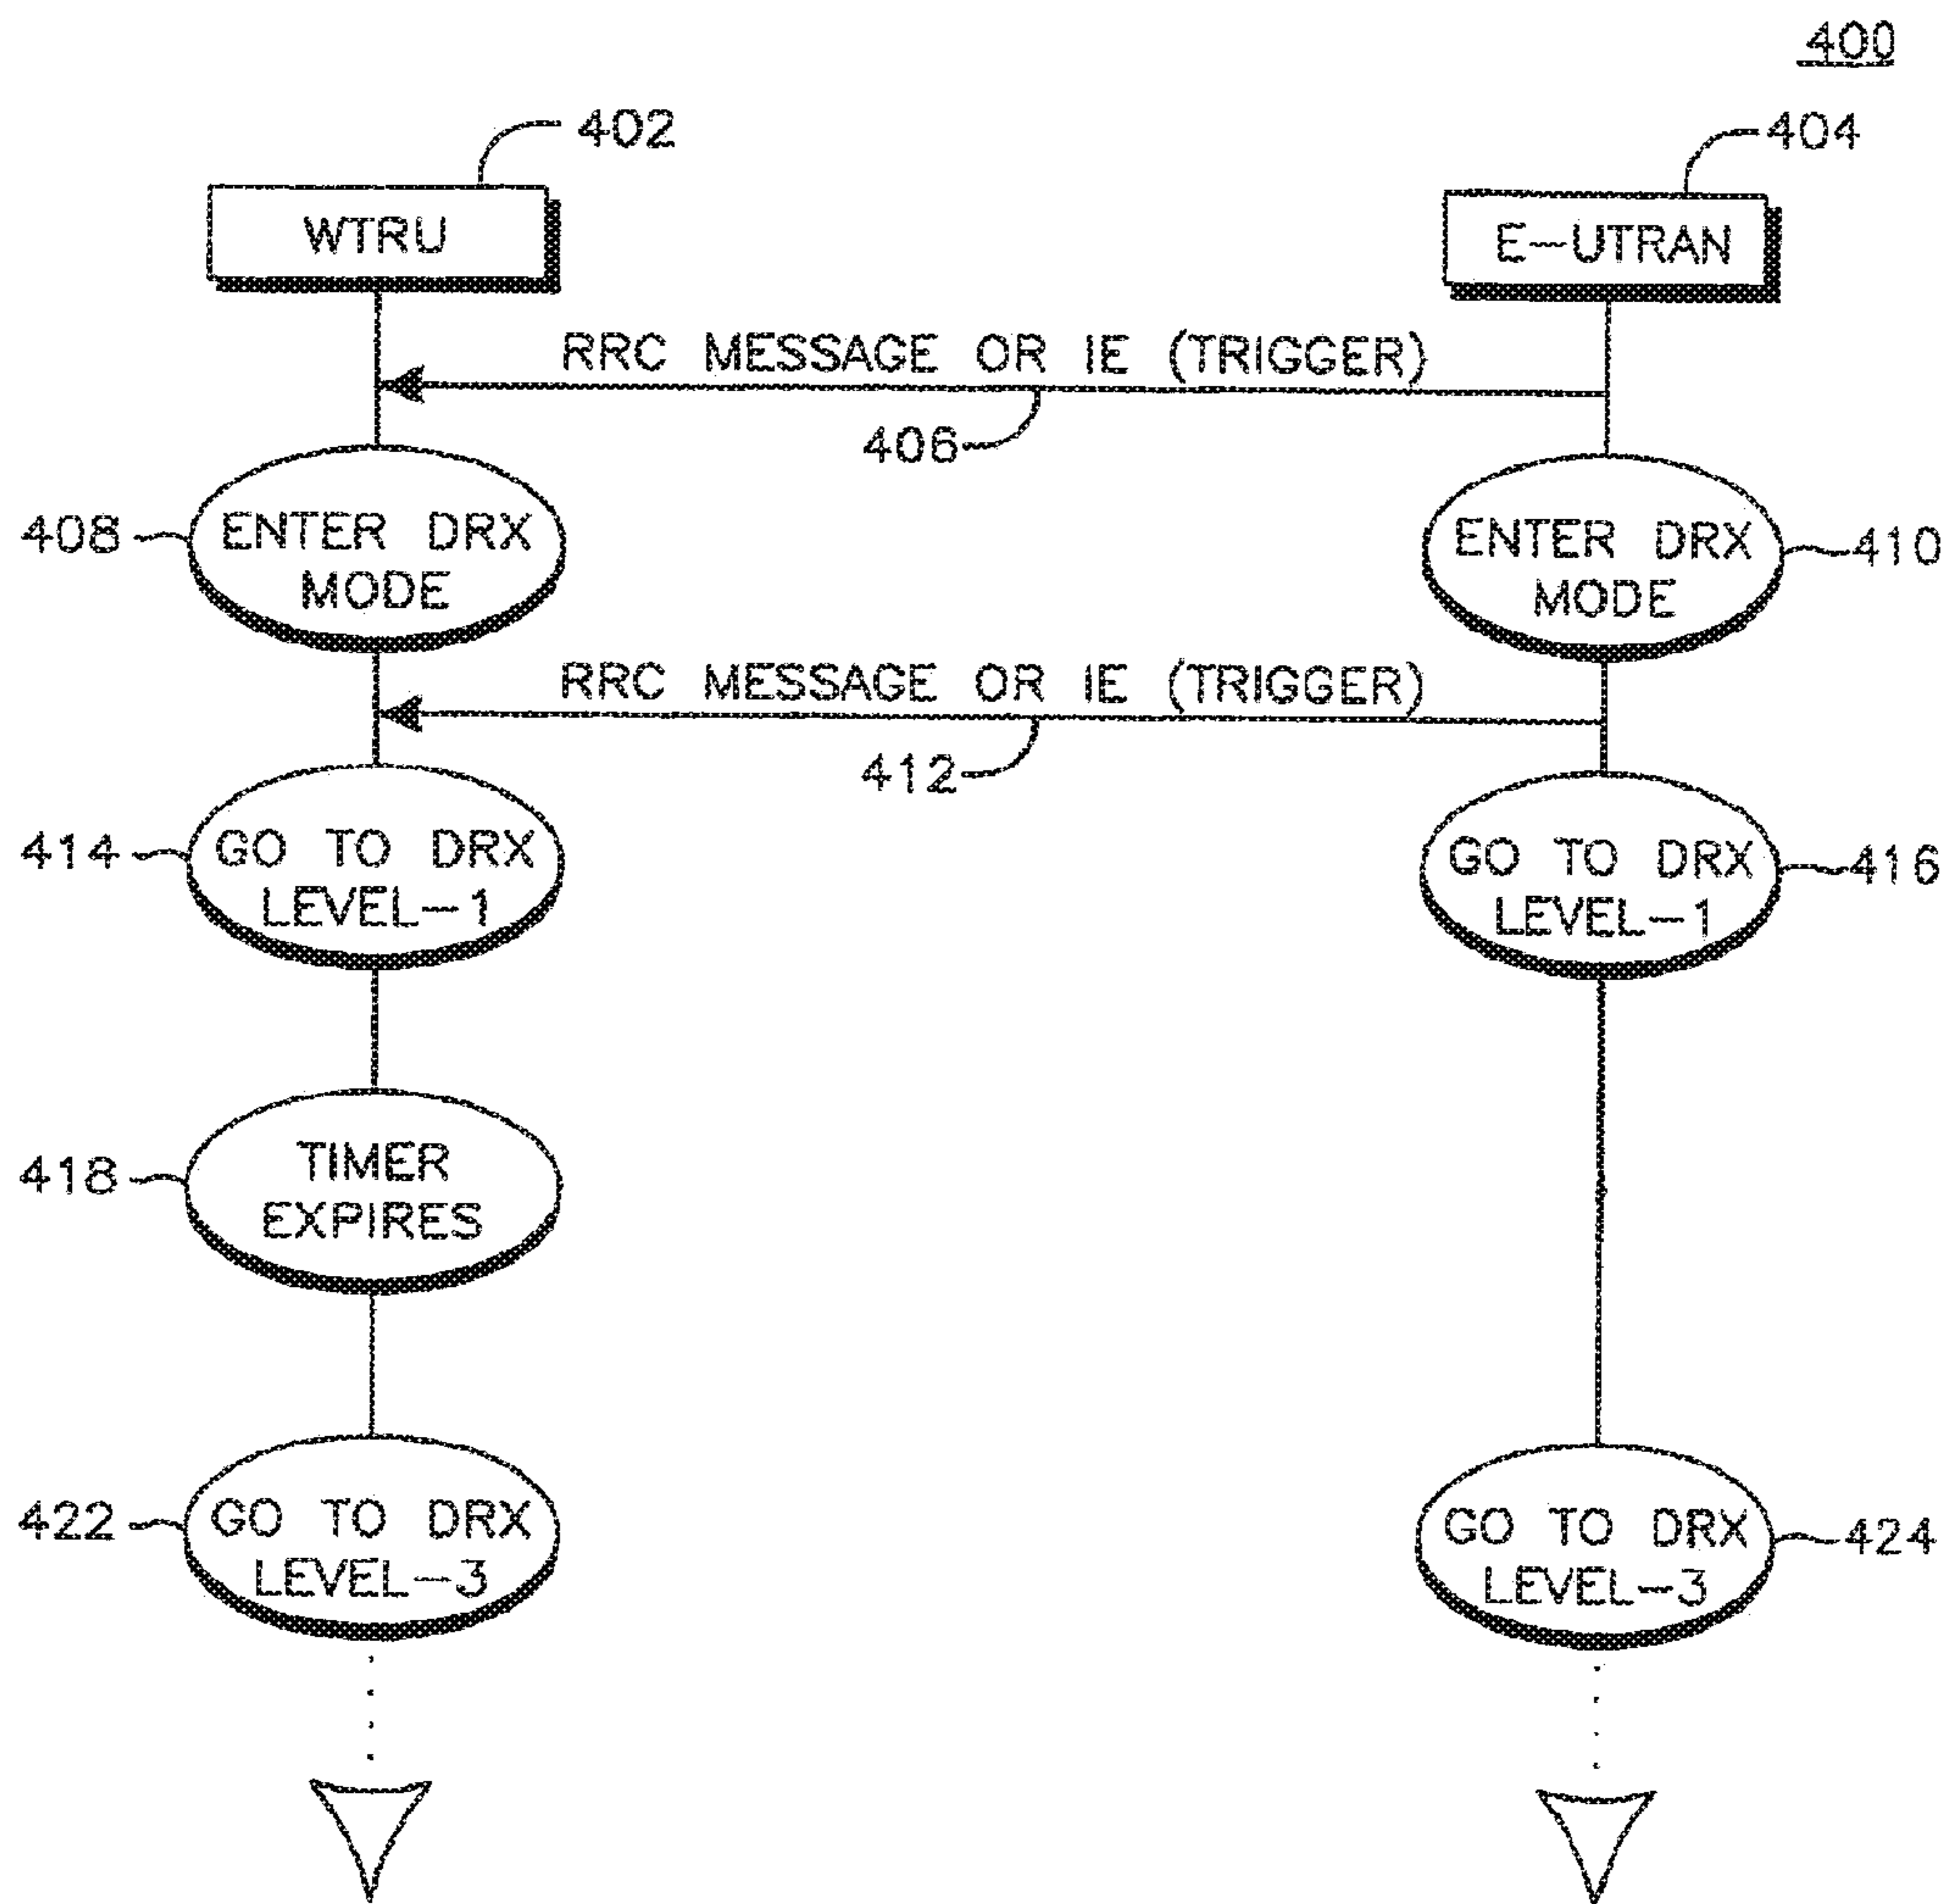 400
402
404
WTRU
E-UTRAN
RRC MESSAGE OR IE (TRIGGER)
406
408
ENTER DRX
MODE
ENTER DRX
MODE
410
RRC MESSAGE OR IE (TRIGGER)
412
414
GO TO DRX
LEVEL-1
GO TO DRX
LEVEL-1
416
418
TIMER
EXPIRES
422
GO TO DRX
LEVEL-3
GO TO DRX
LEVEL-3
424